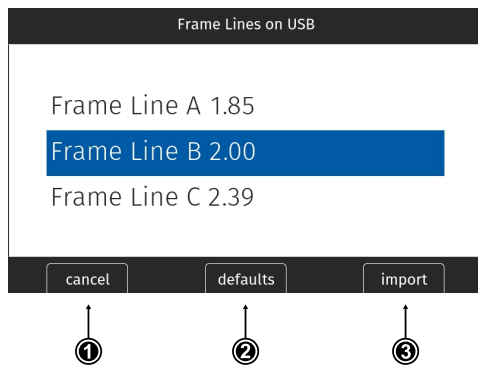 Frame Lines on USB
Frame Line A 1.85
Frame Line B 2.00
Frame Line C 2.39
cancel defaults import
1 2 3